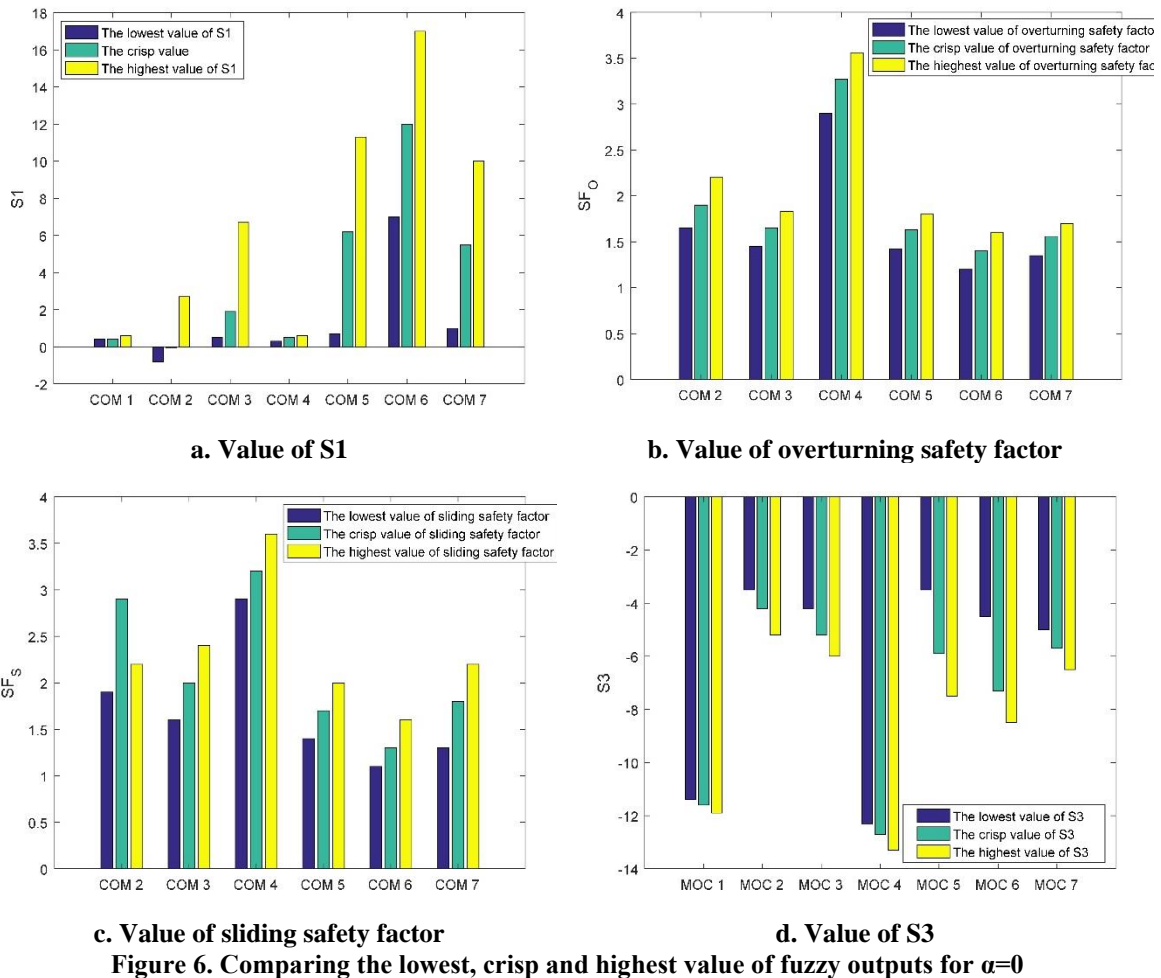 18
16
14
12
10
8
6
4
2
0
-2
S1
The lowest value of S1
The crisp value
The highest value of S1
COM 1 COM 2 COM 3 COM 4 COM 5 COM 6 COM 7
a. Value of S1
4
3.5
3
2.5
2
1.5
1
0.5
0
SF_O
The lowest value of overturning safety factor
The crisp value of overturning safety factor
The hieghest value of overturning safety fac
COM 2 COM 3 COM 4 COM 5 COM 6 COM 7
b. Value of overturning safety factor
4
3.5
3
2.5
2
1.5
1
0.5
0
SF_S
The lowest value of sliding safety factor
The crisp value of sliding safety factor
The highest value of sliding safety factor
COM 2 COM 3 COM 4 COM 5 COM 6 COM 7
c. Value of sliding safety factor
0
-2
-4
-6
-8
-10
-12
-14
S3
The lowest value of S3
The crisp value of S3
The highest value of S3
MOC 1 MOC 2 MOC 3 MOC 4 MOC 5 MOC 6 MOC 7
d. Value of S3
Figure 6. Comparing the lowest, crisp and highest value of fuzzy outputs for α=0